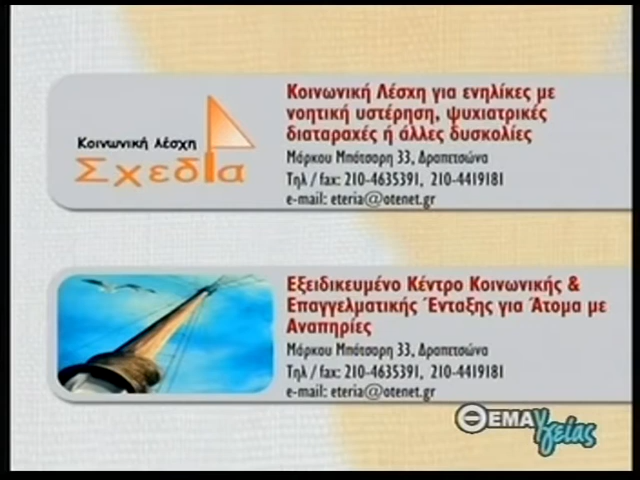 Κοινωνική Λέσχη
Σχεδία
Κοινωνική Λέσχη για ενηλίκες με
νοητική υστέρηση, ψυχιατρικές
διαταραχές ή άλλες δυσκολίες
Μάρκου Μπότσαρη 33, Δραπετσώνα
Τηλ / fax: 210-4635391, 210-4419181
e-mail: eteria@otenet.gr
Εξειδικευμένο Κέντρο Κοινωνικής &
Επαγγελματικής Ένταξης για Άτομα με
Αναπηρίες
Μάρκου Μπότσαρη 33, Δραπετσώνα
Τηλ / fax: 210-4635391, 210-4419181
e-mail: eteria@otenet.gr
ΘΕΜΑ Υγείας